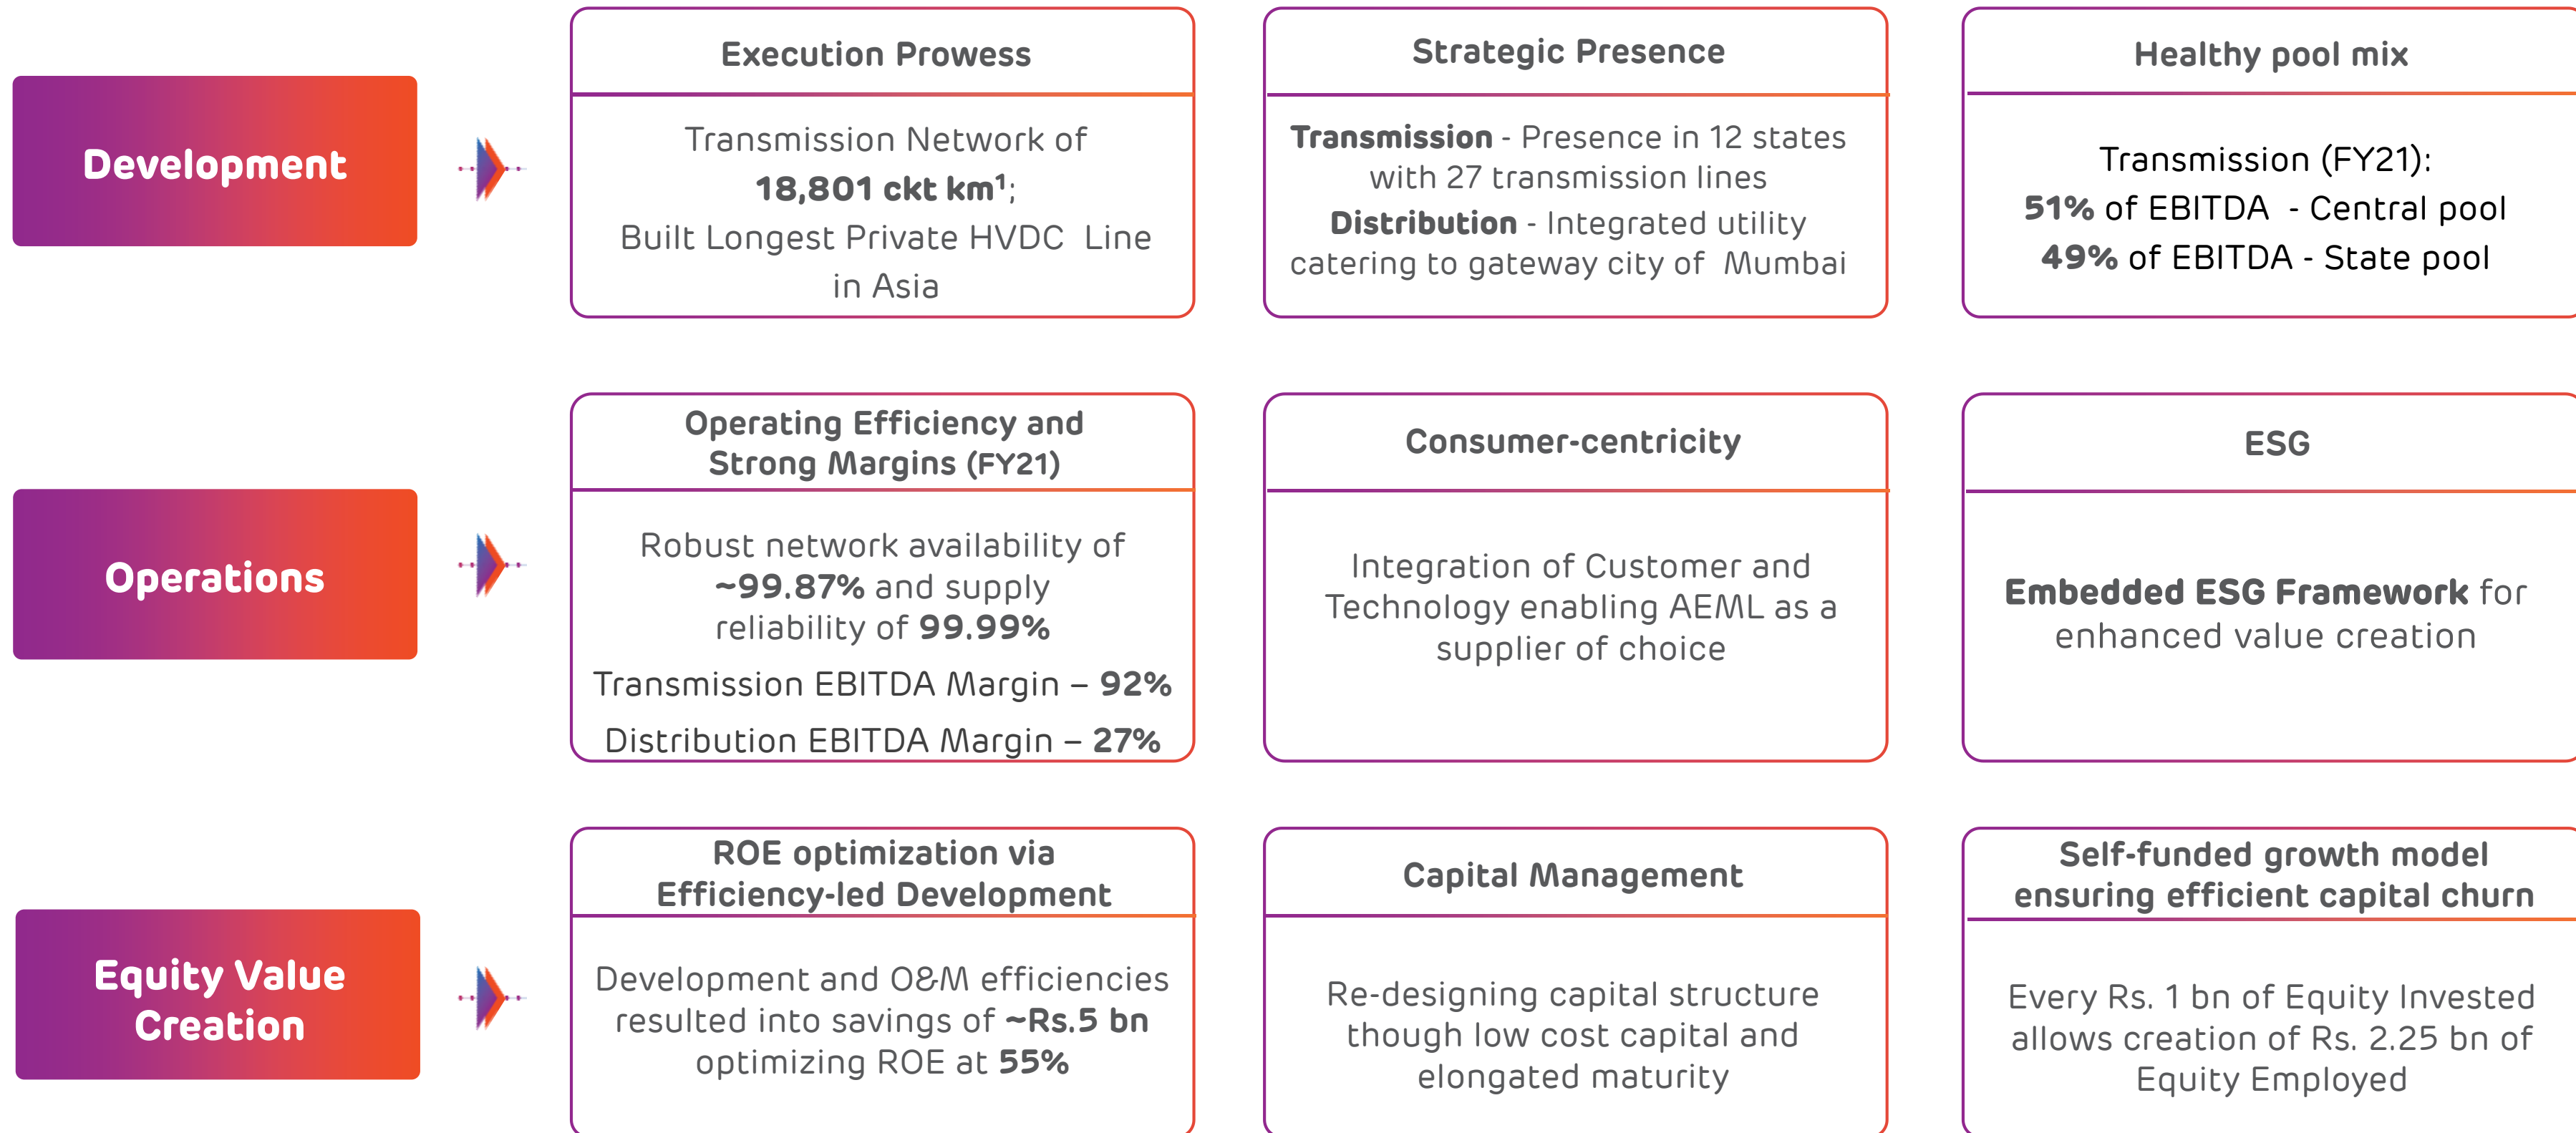 Development
Execution Prowess
Transmission Network of
18,801 ckt km¹;
Built Longest Private HVDC Line
in Asia
Strategic Presence
Transmission - Presence in 12 states
with 27 transmission lines
Distribution - Integrated utility
catering to gateway city of Mumbai
Healthy pool mix
Transmission (FY21):
51% of EBITDA - Central pool
49% of EBITDA - State pool
Operations
Operating Efficiency and
Strong Margins (FY21)
Robust network availability of
~99.87% and supply
reliability of 99.99%
Transmission EBITDA Margin – 92%
Distribution EBITDA Margin – 27%
Consumer-centricity
Integration of Customer and
Technology enabling AEML as a
supplier of choice
ESG
Embedded ESG Framework for
enhanced value creation
Equity Value
Creation
ROE optimization via
Efficiency-led Development
Development and O&M efficiencies
resulted into savings of ~Rs.5 bn
optimizing ROE at 55%
Capital Management
Re-designing capital structure
though low cost capital and
elongated maturity
Self-funded growth model
ensuring efficient capital churn
Every Rs. 1 bn of Equity Invested
allows creation of Rs. 2.25 bn of
Equity Employed